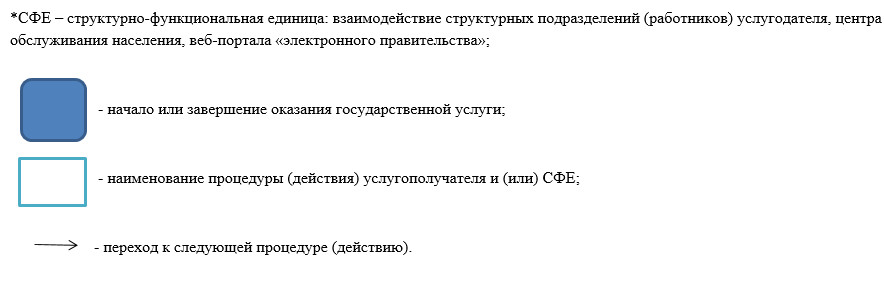 *СФЕ – структурно-функциональная единица: взаимодействие структурных подразделений (работников) услугодателя, центра
обслуживания населения, веб-портала «электронного правительства»;
- начало или завершение оказания государственной услуги;
- наименование процедуры (действия) услугополучателя и (или) СФЕ;
- переход к следующей процедуре (действию).